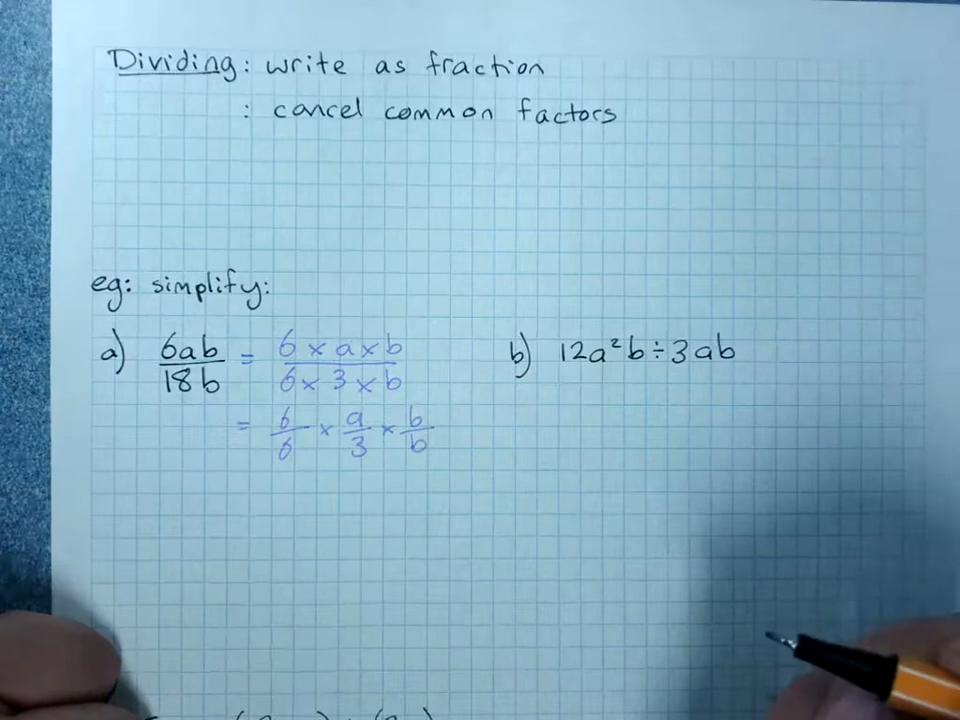 Dividing: write as fraction
: cancel common factors
eg: simplify:
a) 6ab/18b = 6 × a × b/6 × 3 × b
= 6/6 × a/3 × b/b
b) 12a²b ÷ 3ab